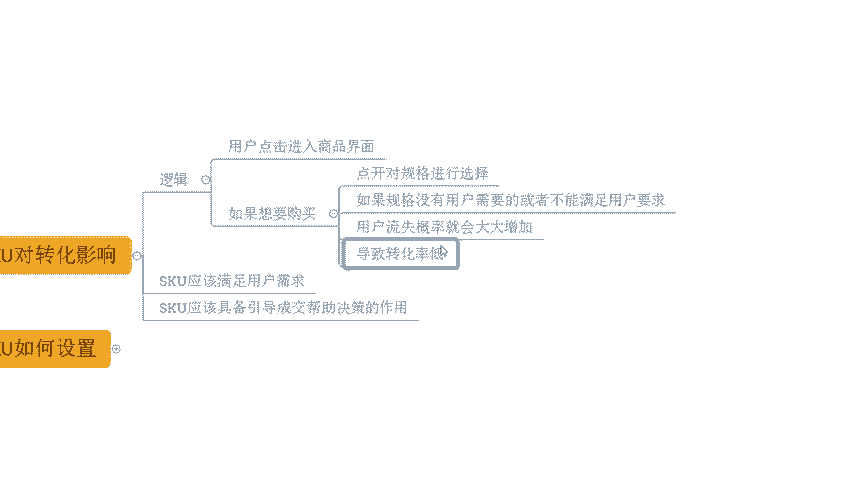 用户点击进入商品界面
逻辑
点开对规格进行选择
如果规格没有用户需要的或者不能满足用户要求
如果想要购买
用户流失概率就会大大增加
导致转化率低
U对转化影响
SKU应该满足用户需求
SKU应该具备引导成交帮助决策的作用
U如何设置